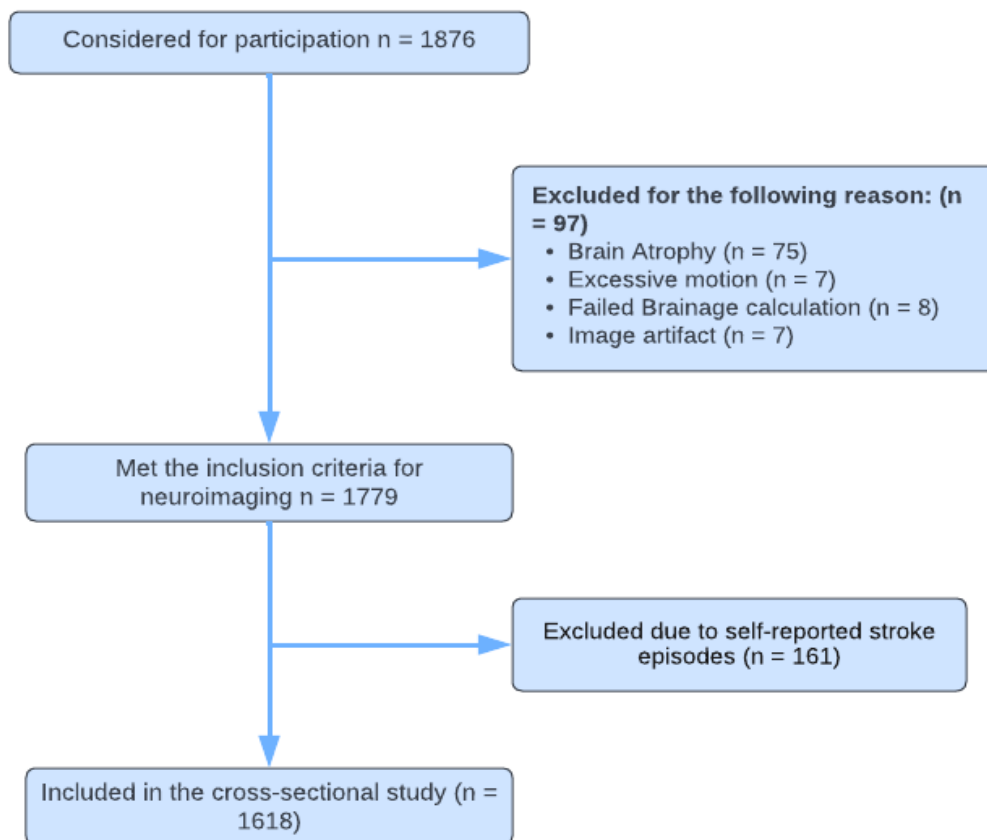 Considered for participation n = 1876
Excluded for the following reason: (n
= 97)
• Brain Atrophy (n = 75)
• Excessive motion (n = 7)
• Failed Brainage calculation (n = 8)
• Image artifact (n = 7)
Met the inclusion criteria for
neuroimaging n = 1779
Excluded due to self-reported stroke
episodes (n = 161)
Included in the cross-sectional study (n =
1618)